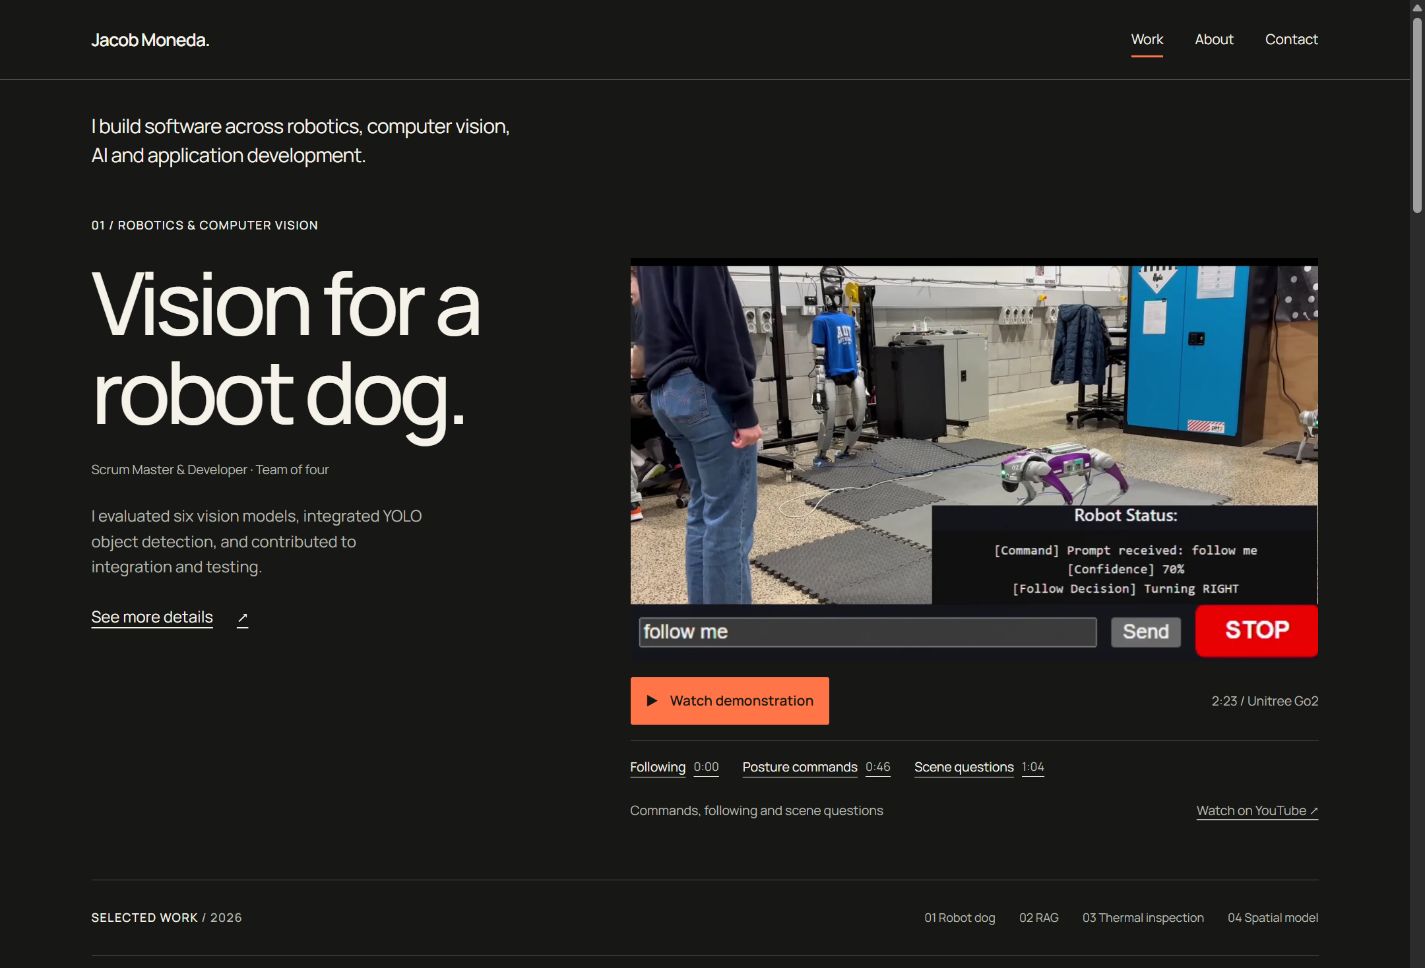 Jacob Moneda.
Work
About
Contact
I build software across robotics, computer vision,
AI and application development.
01 / ROBOTICS & COMPUTER VISION
Vision for a
robot dog.
Scrum Master & Developer · Team of four
I evaluated six vision models, integrated YOLO
object detection, and contributed to
integration and testing.
See more details ↗
AUT
Robot Status:
[Command] Prompt received: follow me
[Confidence] 70%
[Follow Decision] Turning RIGHT
follow me
Send
STOP
▶ Watch demonstration
2:23 / Unitree Go2
Following 0:00
Posture commands 0:46
Scene questions 1:04
Commands, following and scene questions
Watch on YouTube ↗
SELECTED WORK / 2026
01 Robot dog
02 RAG
03 Thermal inspection
04 Spatial model